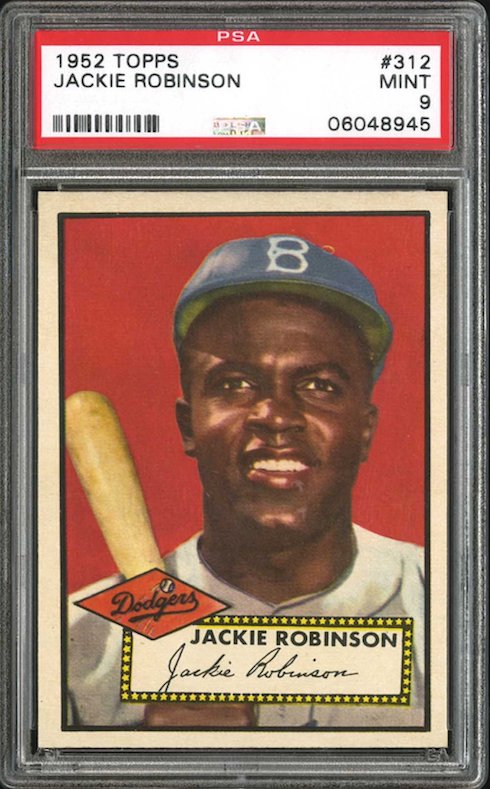 PSA
1952 TOPPS #312
JACKIE ROBINSON MINT
9
06048945
B
Dodgers
JACKIE ROBINSON
Jackie Robinson